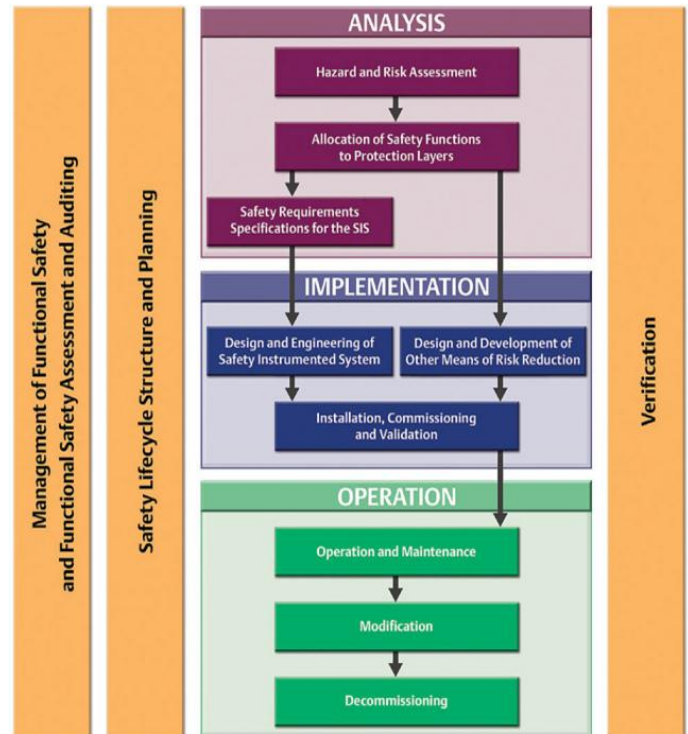 Management of Functional Safety
and Functional Safety Assessment and Auditing
Safety Lifecycle Structure and Planning
ANALYSIS
Hazard and Risk Assessment
Allocation of Safety Functions
to Protection Layers
Safety Requirements
Specifications for the SIS
IMPLEMENTATION
Design and Engineering of
Safety Instrumented System
Design and Development of
Other Means of Risk Reduction
Installation, Commissioning
and Validation
OPERATION
Operation and Maintenance
Modification
Decommissioning
Verification